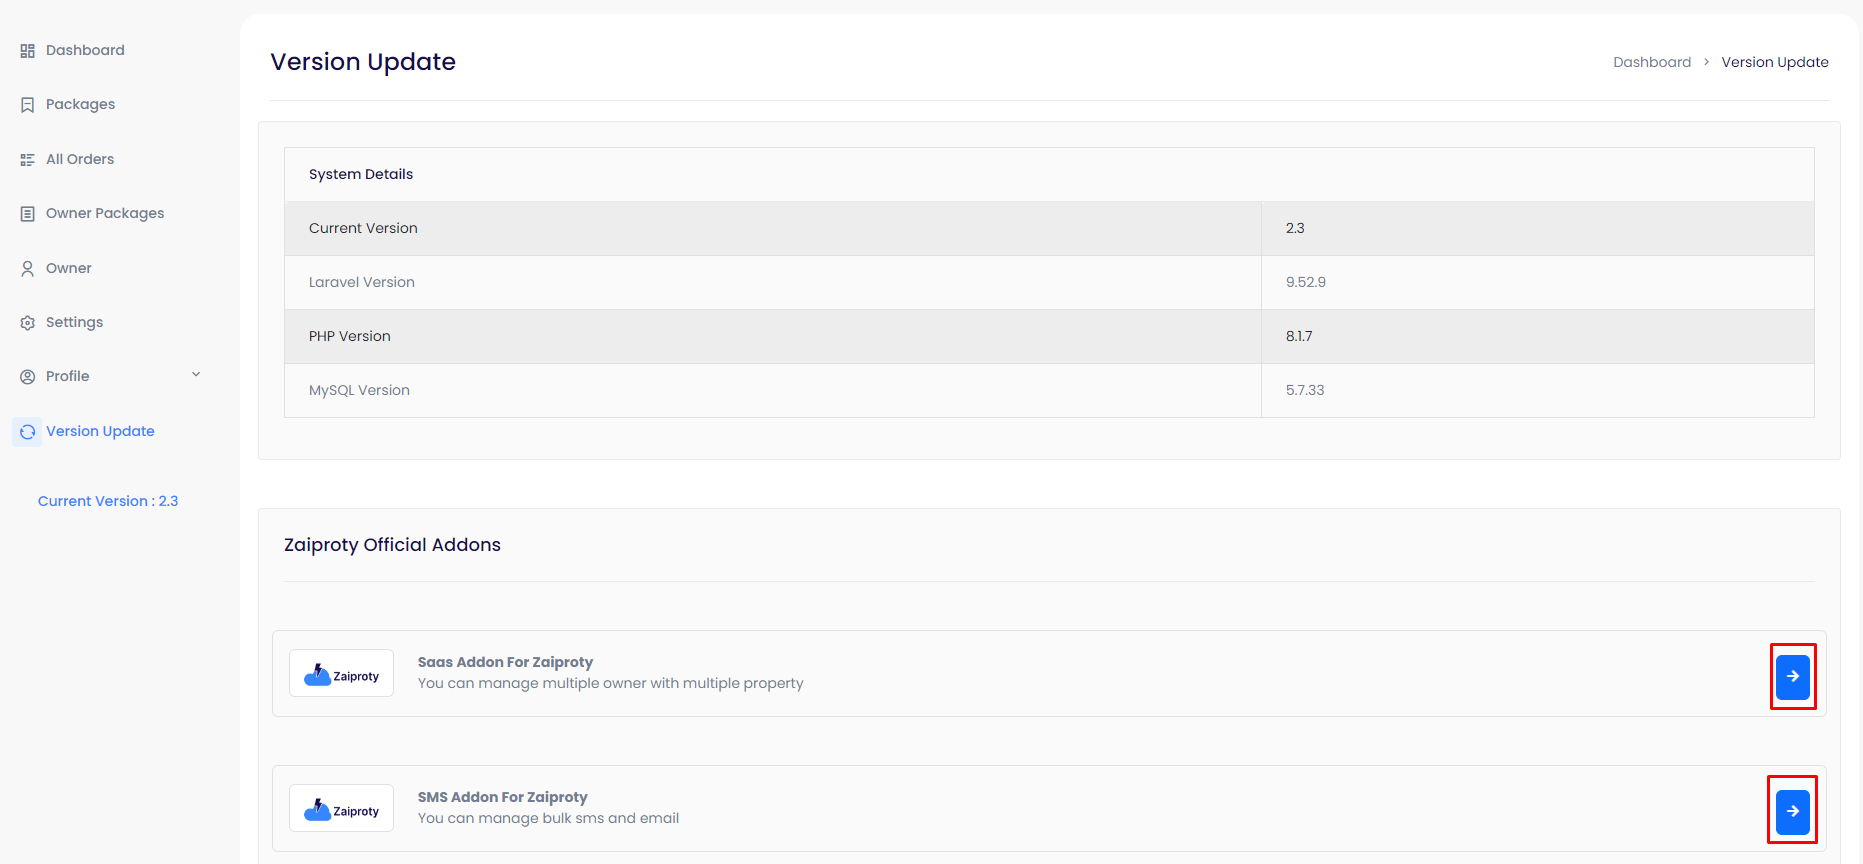 Dashboard
Packages
All Orders
Owner Packages
Owner
Settings
Profile
Version Update
Current Version : 2.3
Version Update
Dashboard > Version Update
System Details
Current Version 2.3
Laravel Version 9.52.9
PHP Version 8.1.7
MySQL Version 5.7.33
Zaiproty Official Addons
Zaiproty
Saas Addon For Zaiproty
You can manage multiple owner with multiple property
Zaiproty
SMS Addon For Zaiproty
You can manage bulk sms and email